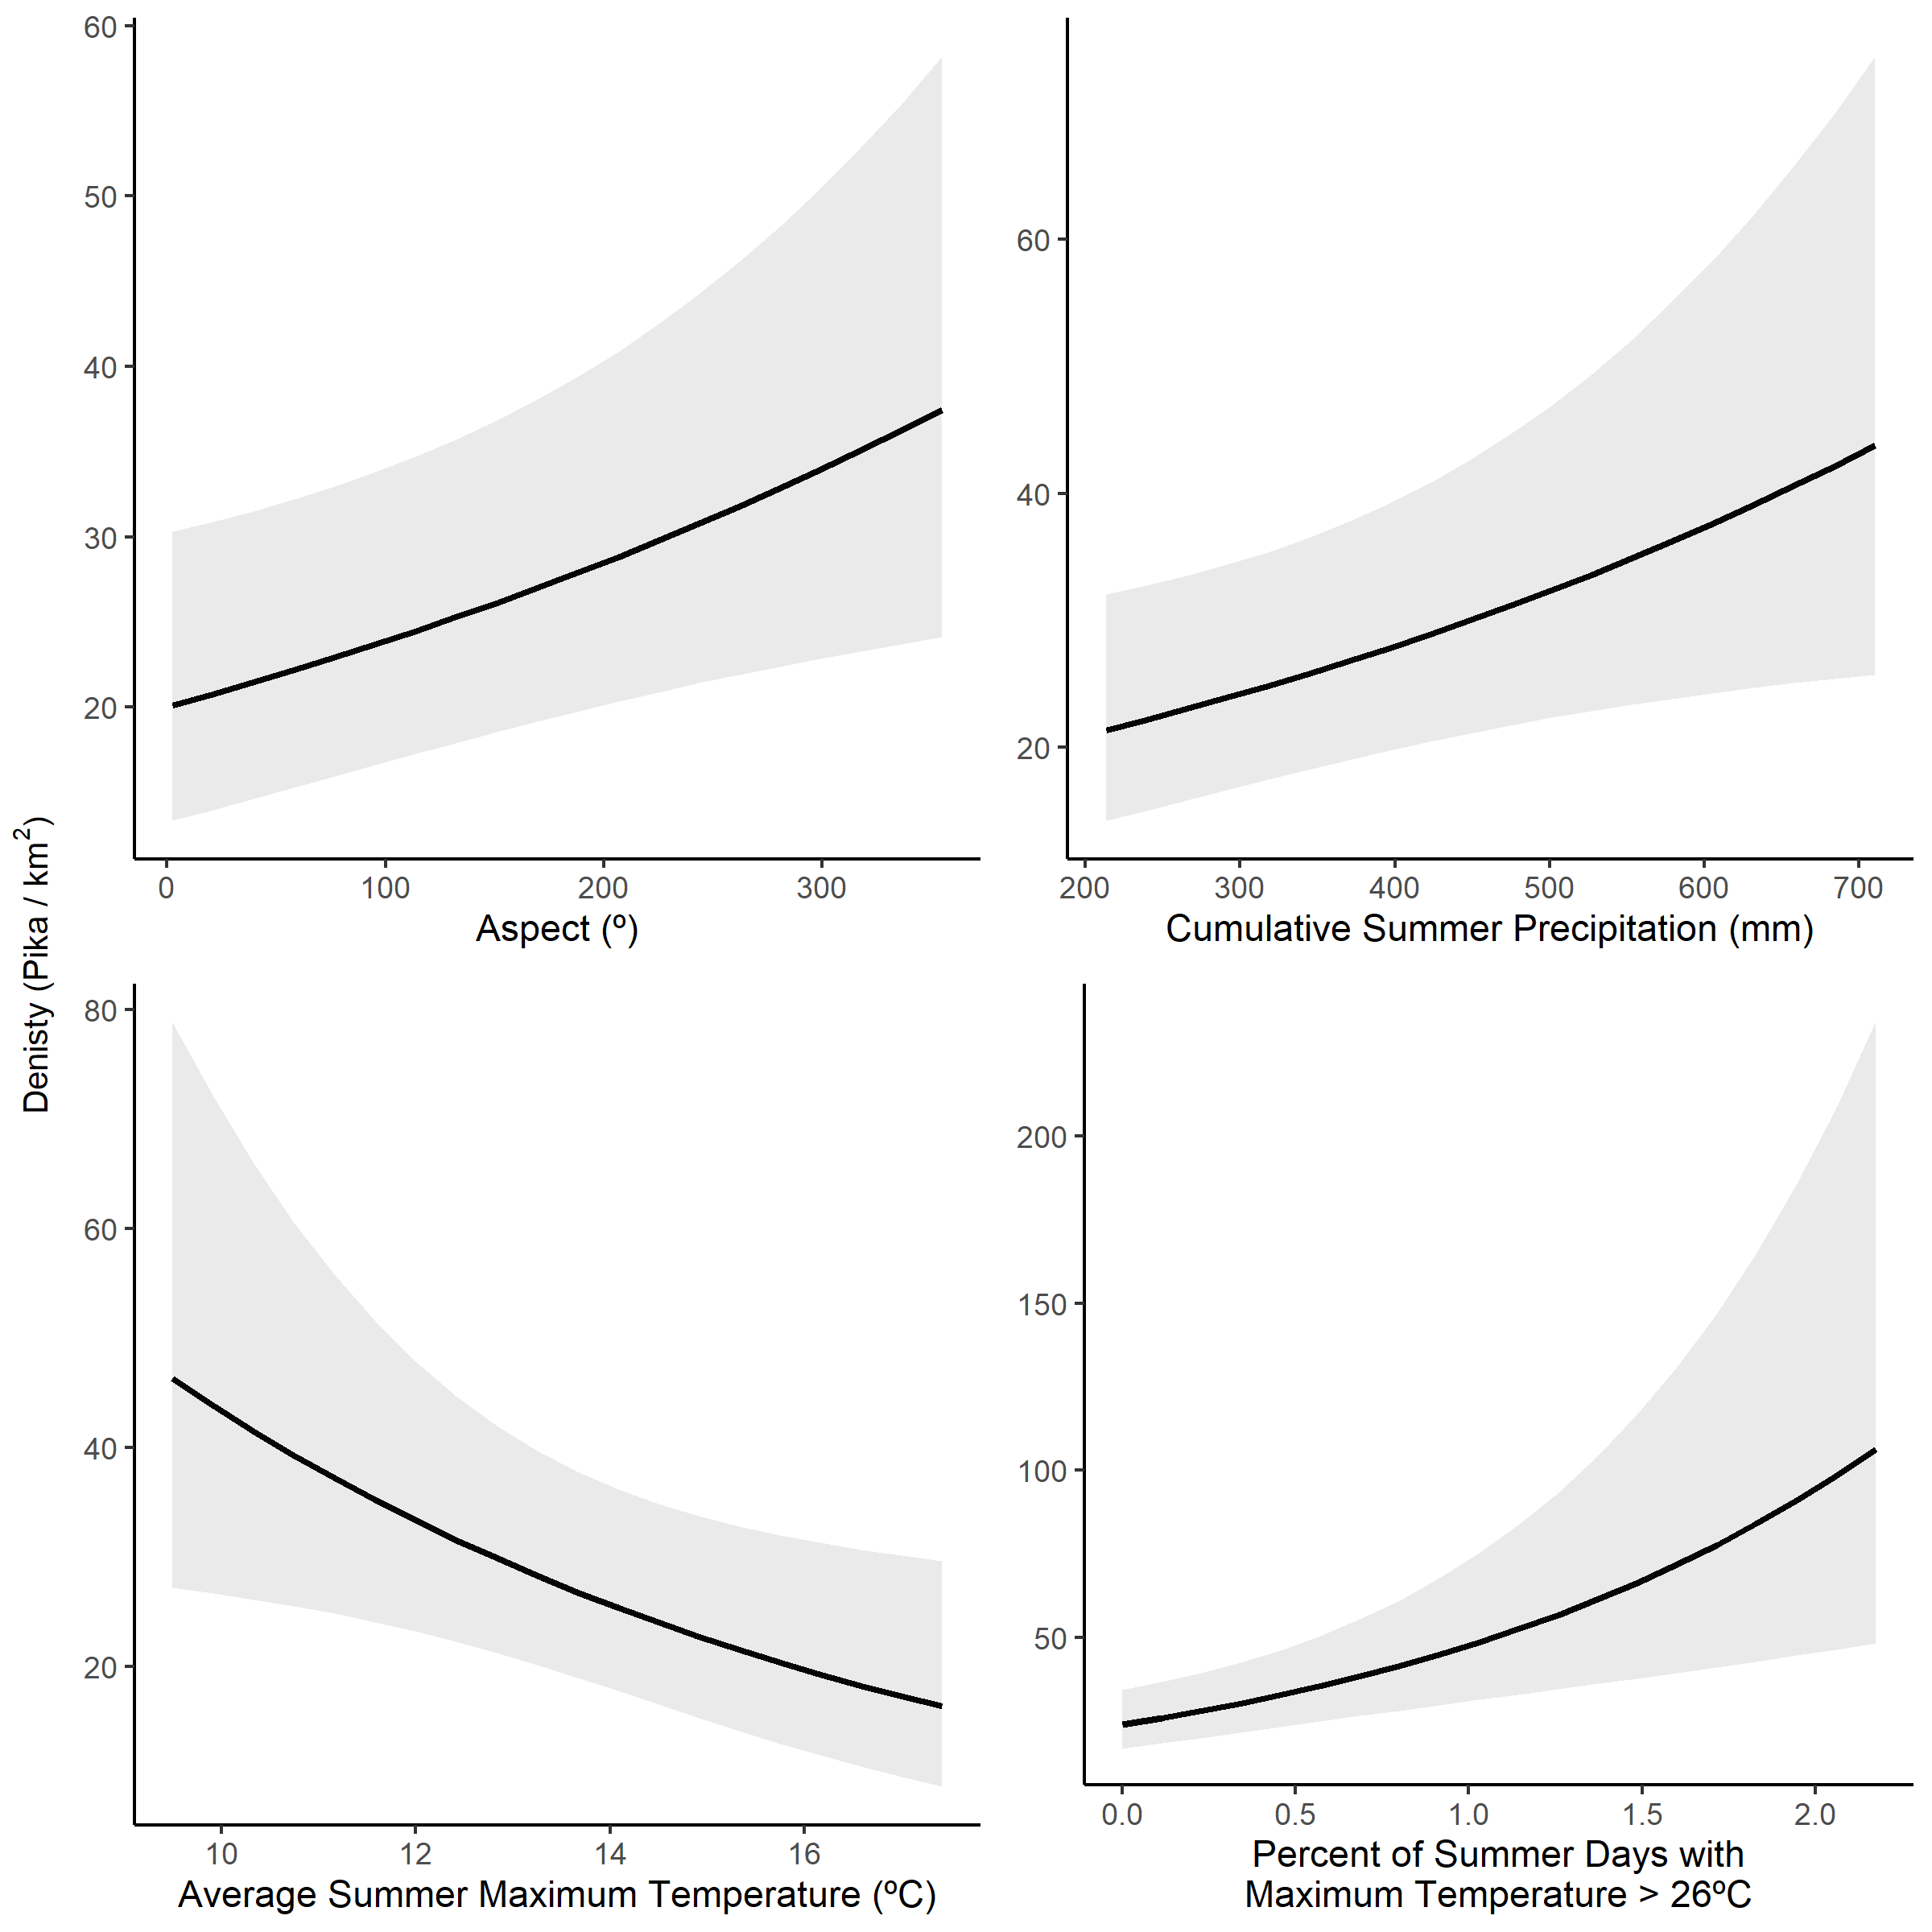 Denisty (Pika / km²)
60
50
40
30
20
0 100 200 300
Aspect (º)
60
40
20
200 300 400 500 600 700
Cumulative Summer Precipitation (mm)
80
60
40
20
10 12 14 16
Average Summer Maximum Temperature (ºC)
200
150
100
50
0.0 0.5 1.0 1.5 2.0
Percent of Summer Days with
Maximum Temperature > 26ºC